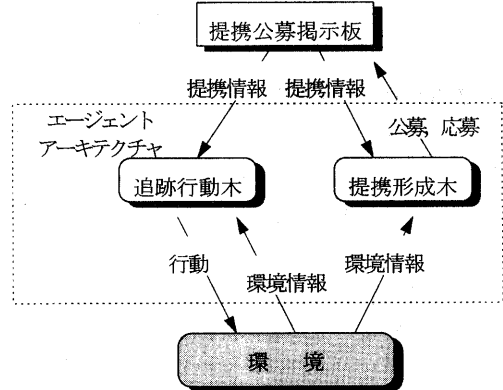 提携公募掲示板
提携情報
提携情報
エージェント
アーキテクチャ
公募，応募
追跡行動木
提携形成木
行動
環境情報
環境情報
環 境